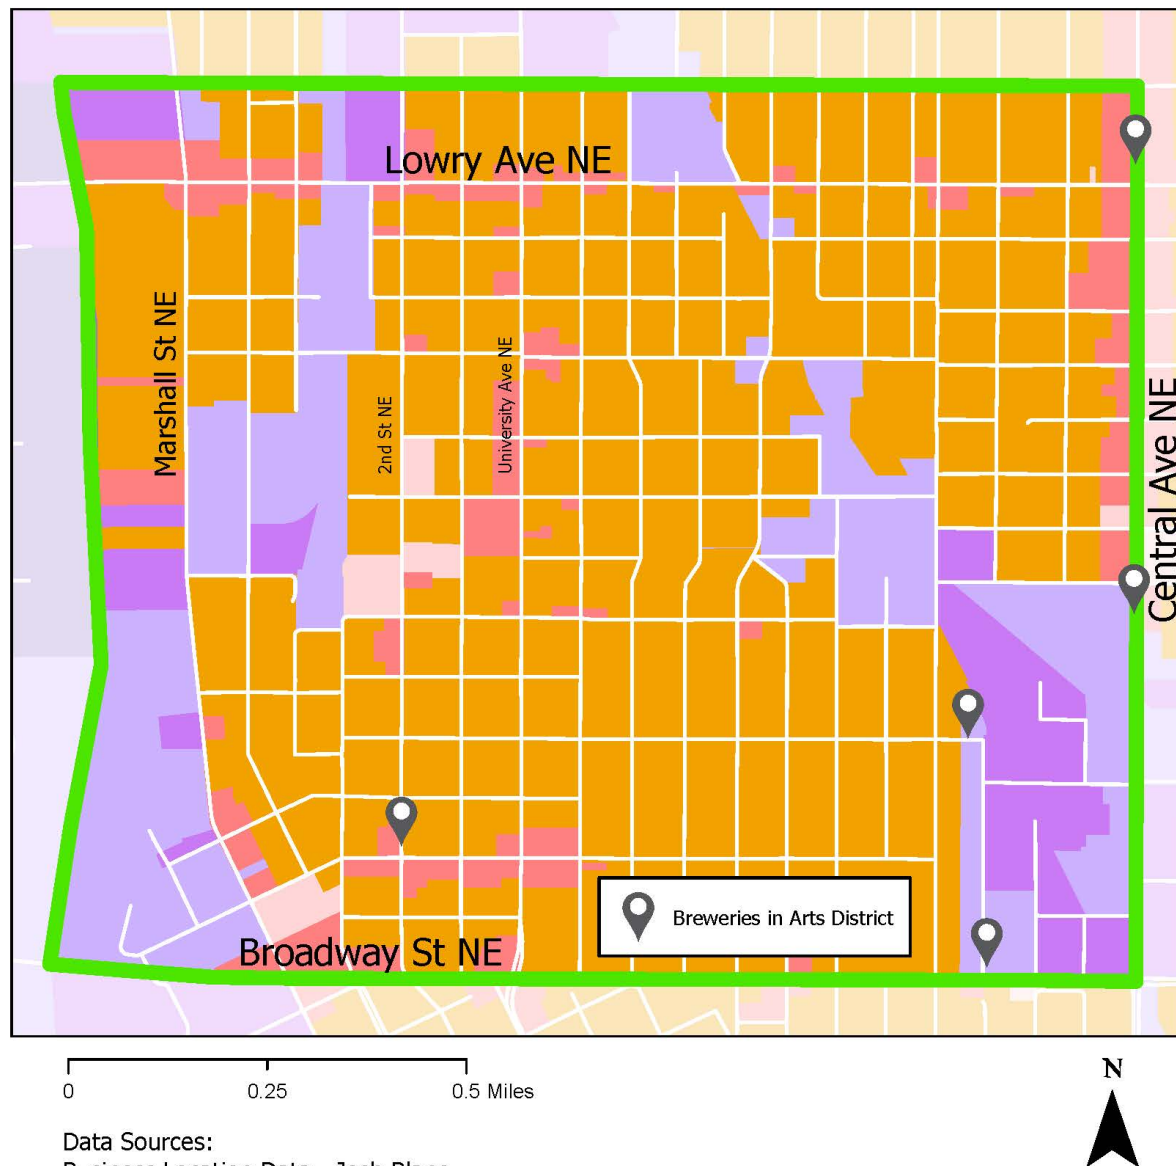 Lowry Ave NE
Marshall St NE
2nd St NE
University Ave NE
Central Ave NE
Breweries in Arts District
Broadway St NE
0 0.25 0.5 Miles
N
Data Sources: